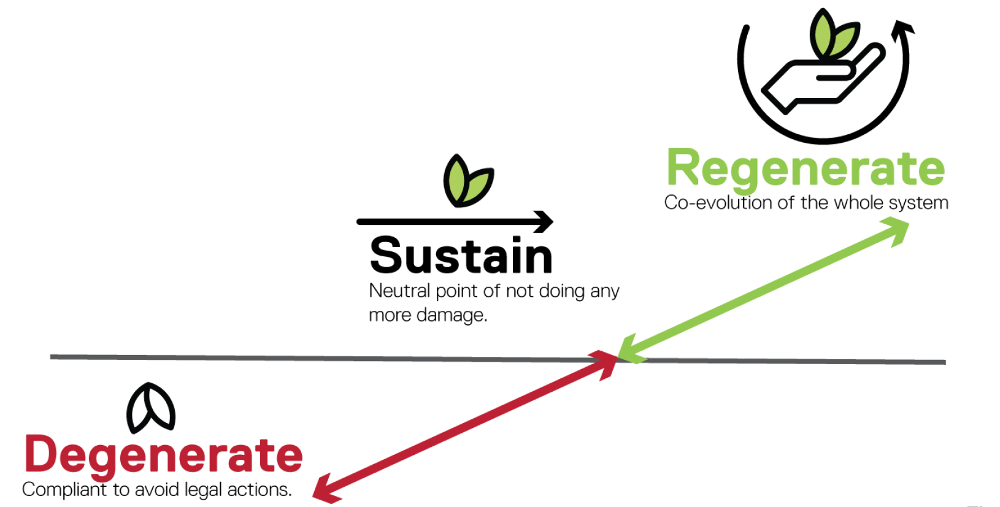 Regenerate
Co-evolution of the whole system
Sustain
Neutral point of not doing any
more damage.
Degenerate
Compliant to avoid legal actions.